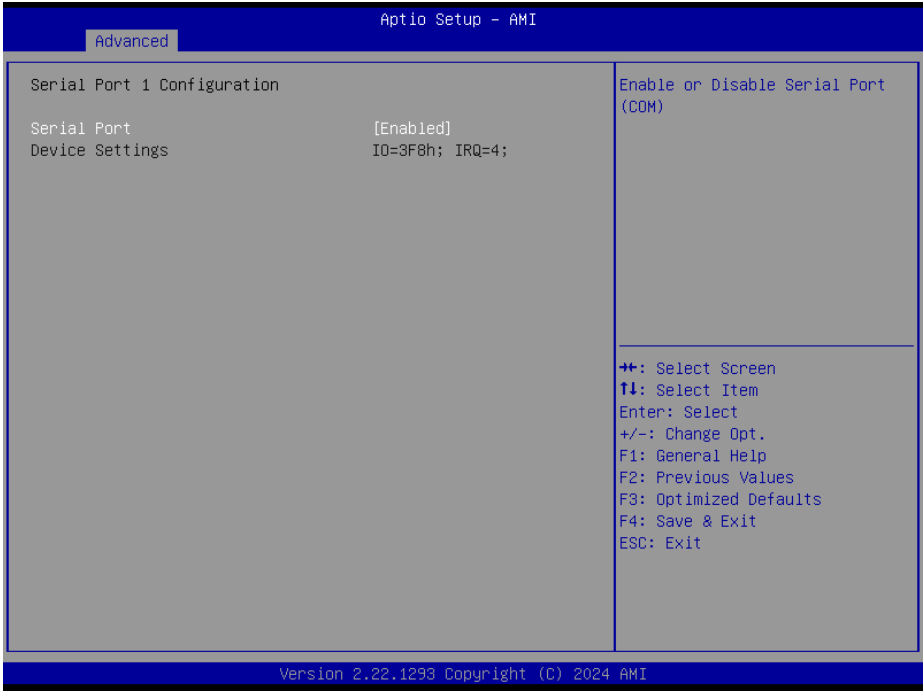 Aptio Setup - AMI
Advanced
Serial Port 1 Configuration
Serial Port [Enabled]
Device Settings IO=3F8h; IRQ=4;
Enable or Disable Serial Port
(COM)
→←: Select Screen
↑↓: Select Item
Enter: Select
+/-: Change Opt.
F1: General Help
F2: Previous Values
F3: Optimized Defaults
F4: Save & Exit
ESC: Exit
Version 2.22.1293 Copyright (C) 2024 AMI